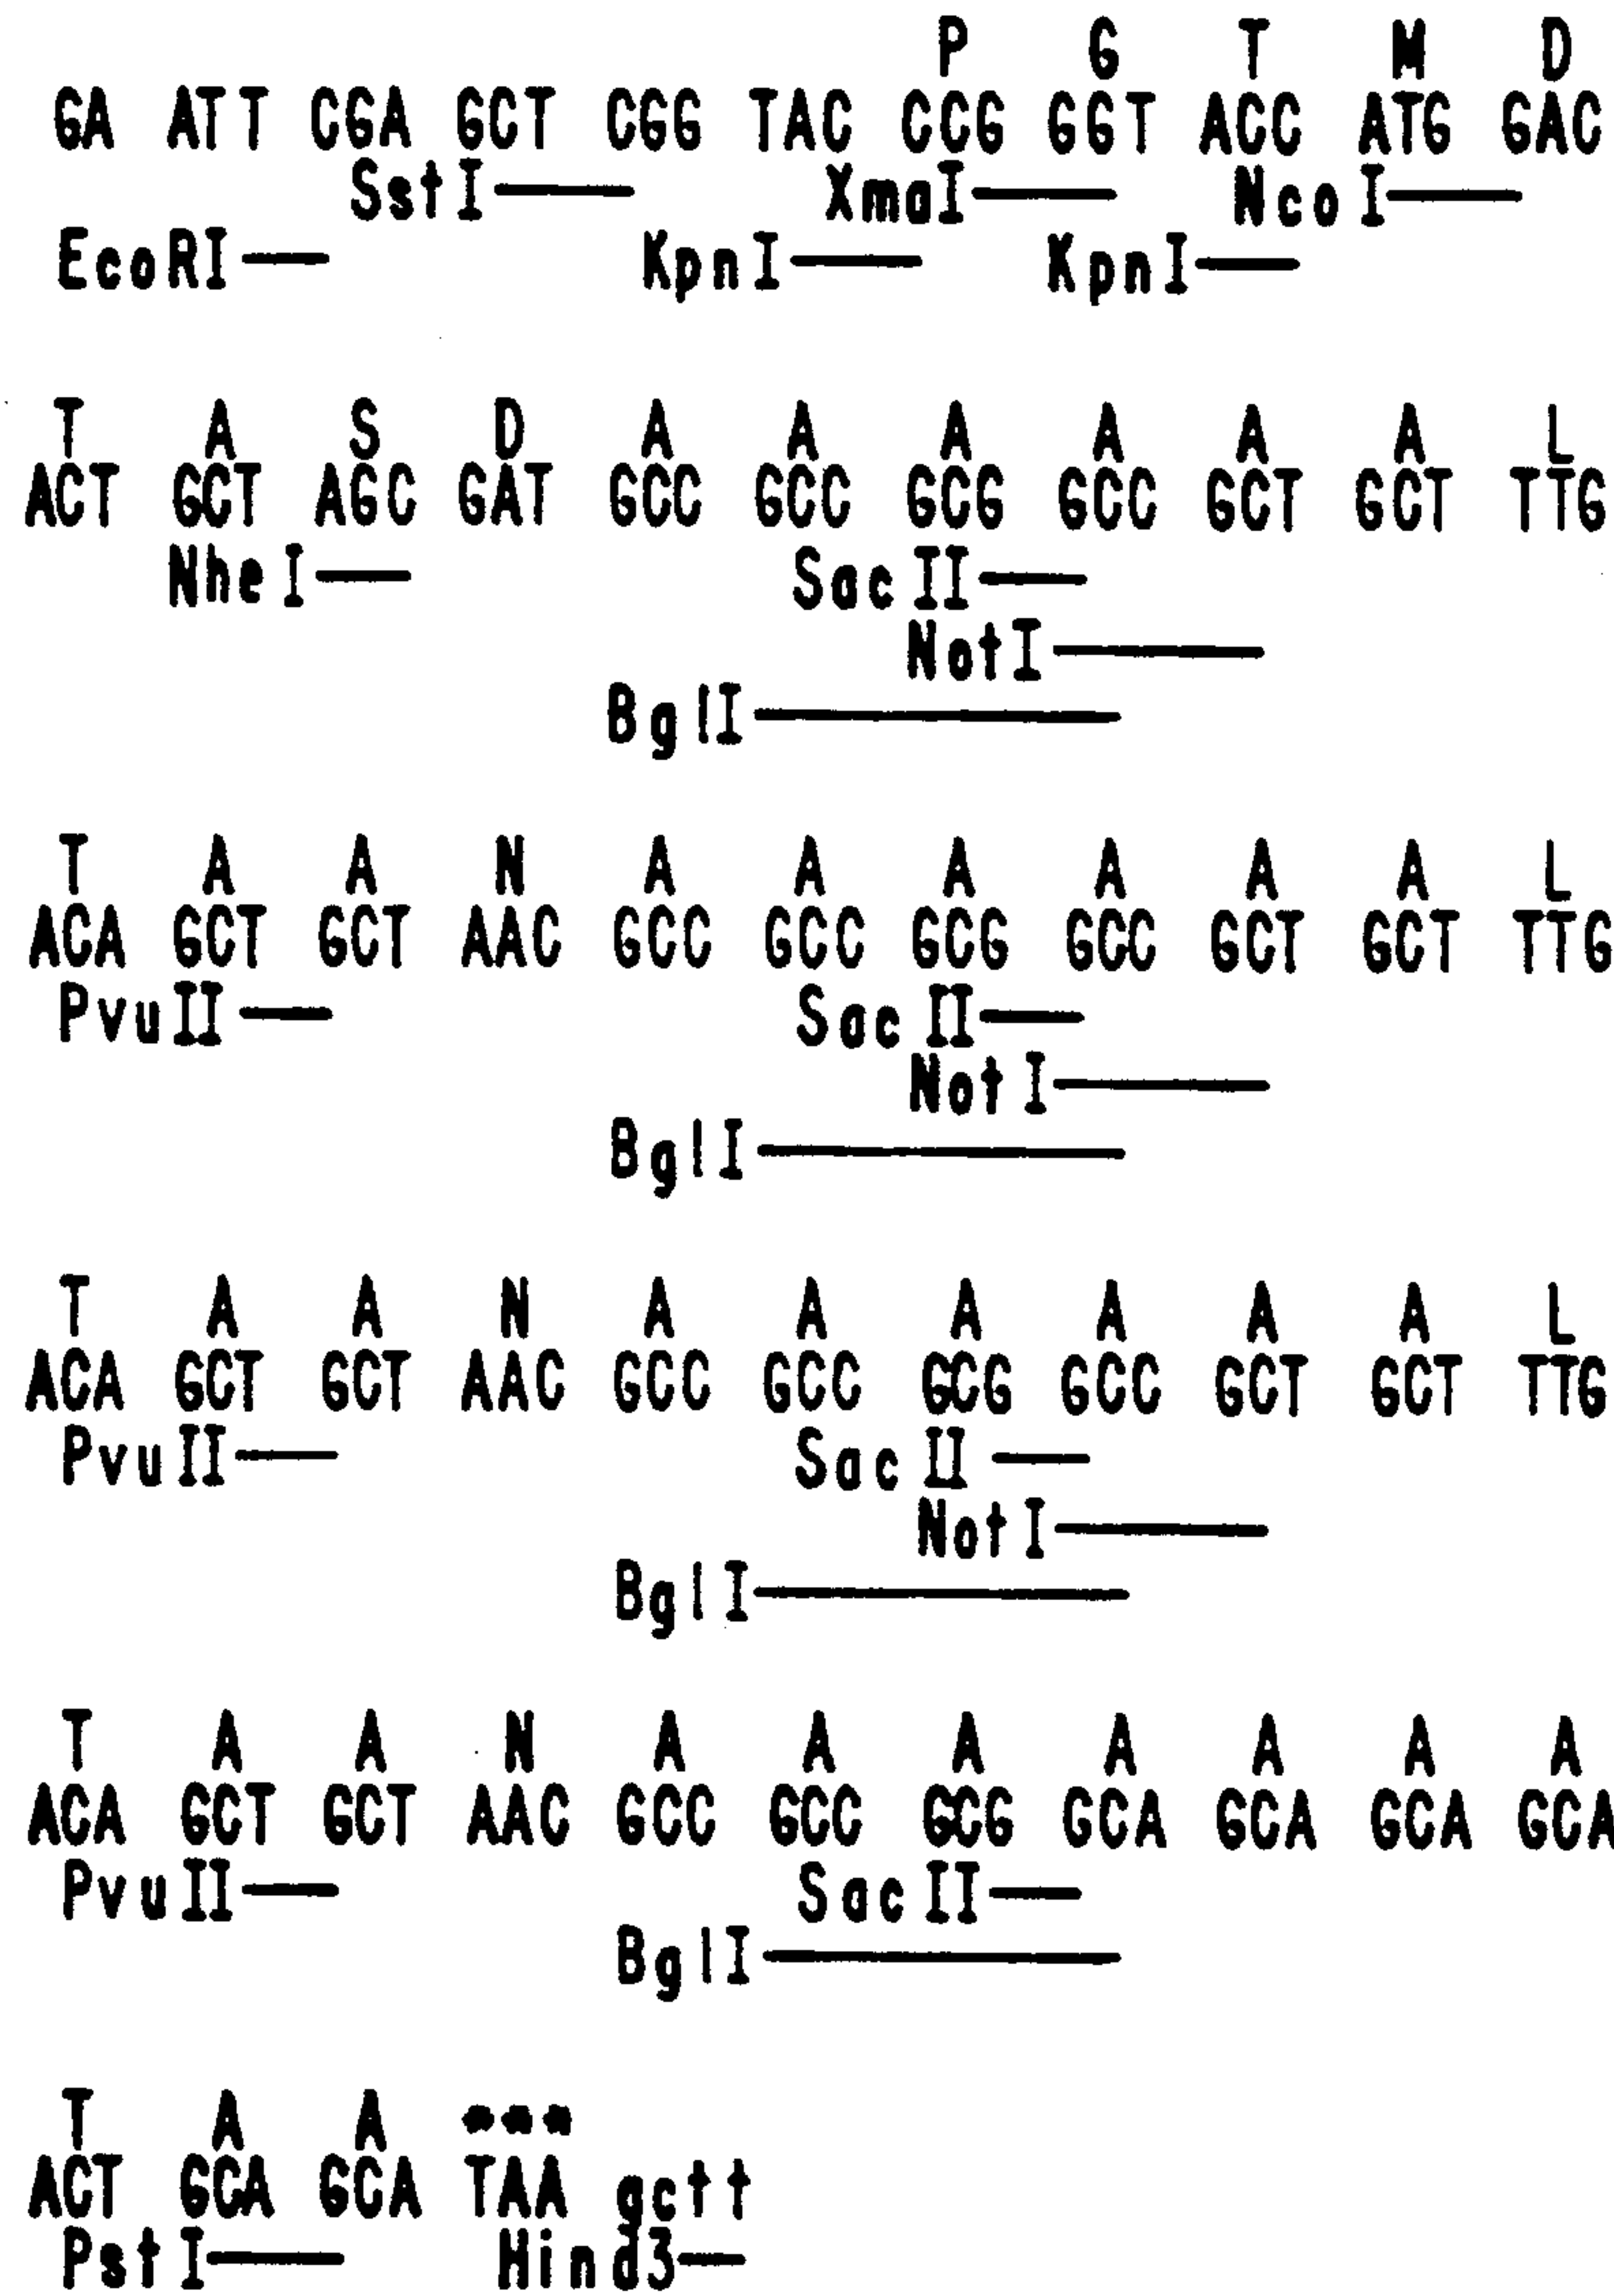 P G T M D
GA ATT CGA GCT CGG TAC CCG GGT ACC ATG GAC
SstI XmaI NcoI
EcoRI KpnI KpnI
T A S D A A A A A A L
ACT GCT AGC GAT GCC GCC GCG GCC GCT GCT TTG
NheI SacII
NotI
BglI
T A A N A A A A A A L
ACA GCT GCT AAC GCC GCC GCG GCC GCT GCT TTG
PvuII SacII
NotI
BglI
T A A N A A A A A A L
ACA GCT GCT AAC GCC GCC GCG GCC GCT GCT TTG
PvuII SacII
NotI
BglI
T A A N A A A A A A A
ACA GCT GCT AAC GCC GCC GCG GCA GCA GCA GCA
PvuII SacII
BglI
T A A ***
ACT GCA GCA TAA gctt
PstI Hind3